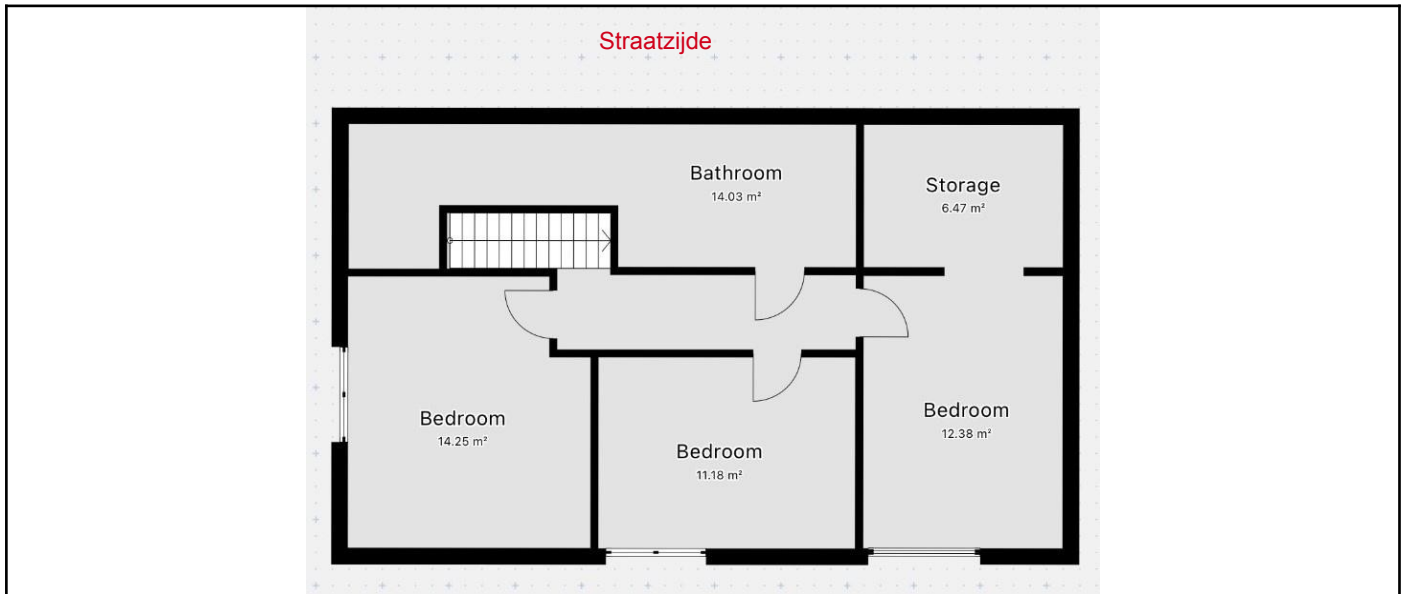 Straatzijde
Bathroom
14.03 m²
Storage
6.47 m²
Bedroom
14.25 m²
Bedroom
11.18 m²
Bedroom
12.38 m²